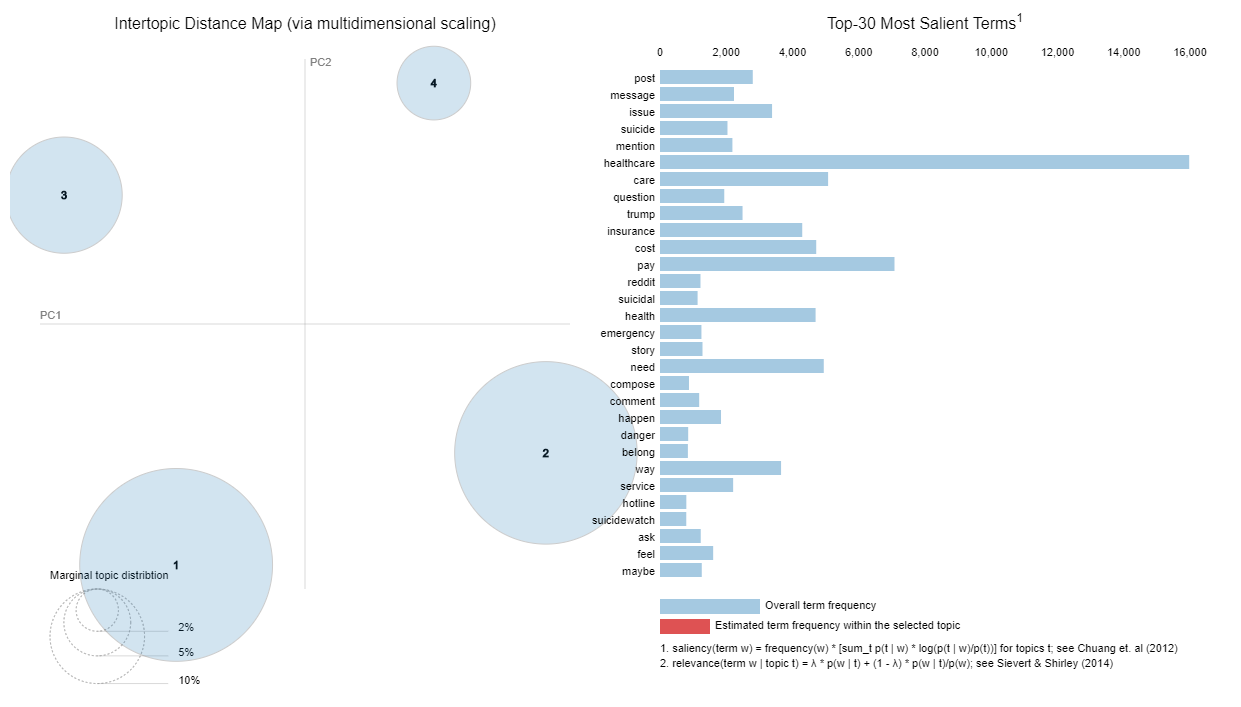 Intertopic Distance Map (via multidimensional scaling)
PC2
PC1
4
3
2
1
Marginal topic distribtion
2%
5%
10%
Top-30 Most Salient Terms1
0 2,000 4,000 6,000 8,000 10,000 12,000 14,000 16,000
post
message
issue
suicide
mention
healthcare
care
question
trump
insurance
cost
pay
reddit
suicidal
health
emergency
story
need
compose
comment
happen
danger
belong
way
service
hotline
suicidewatch
ask
feel
maybe
Overall term frequency
Estimated term frequency within the selected topic
1. saliency(term w) = frequency(w) * [sum_t p(t | w) * log(p(t | w)/p(t))] for topics t; see Chuang et. al (2012)
2. relevance(term w | topic t) = λ * p(w | t) + (1 - λ) * p(w | t)/p(w); see Sievert & Shirley (2014)